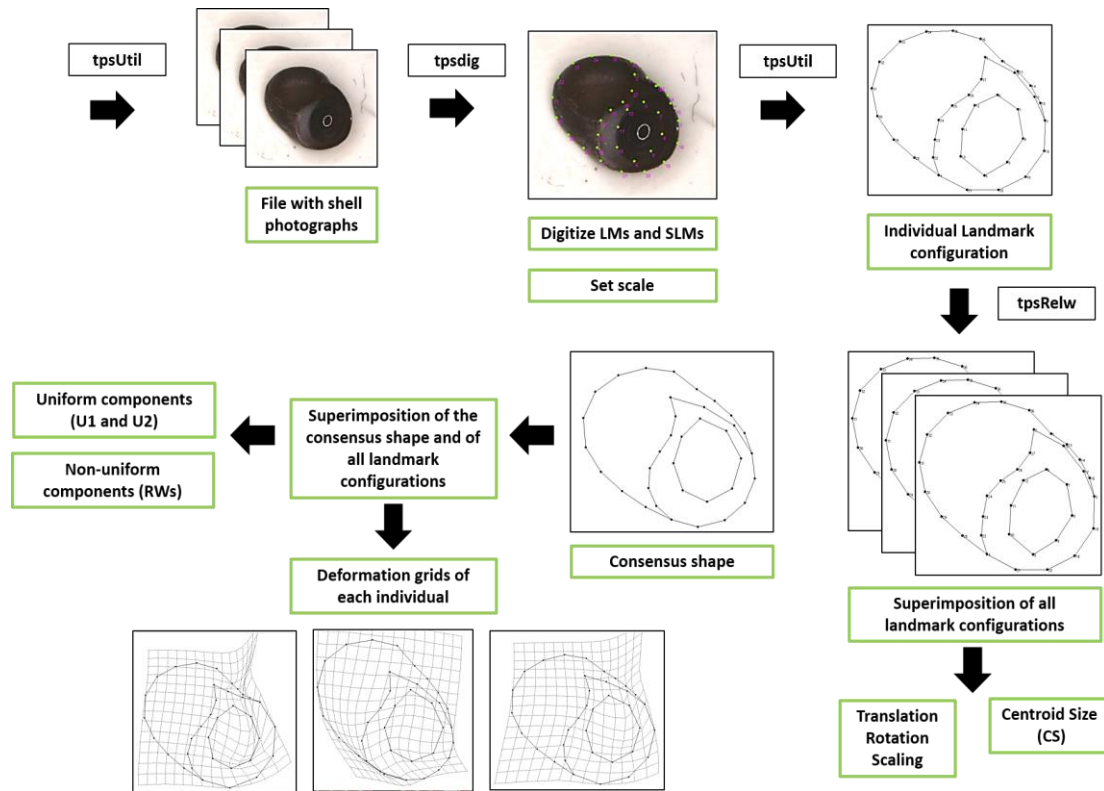 tpsUtil
tpsdig
tpsUtil
File with shell
photographs
Digitize LMs and SLMs
Set scale
Individual Landmark
configuration
tpsRelw
Uniform components
(U1 and U2)
Non-uniform
components (RWs)
Superimposition of the
consensus shape and of
all landmark
configurations
Consensus shape
Deformation grids of
each individual
Superimposition of all
landmark configurations
Translation
Rotation
Scaling
Centroid Size
(CS)